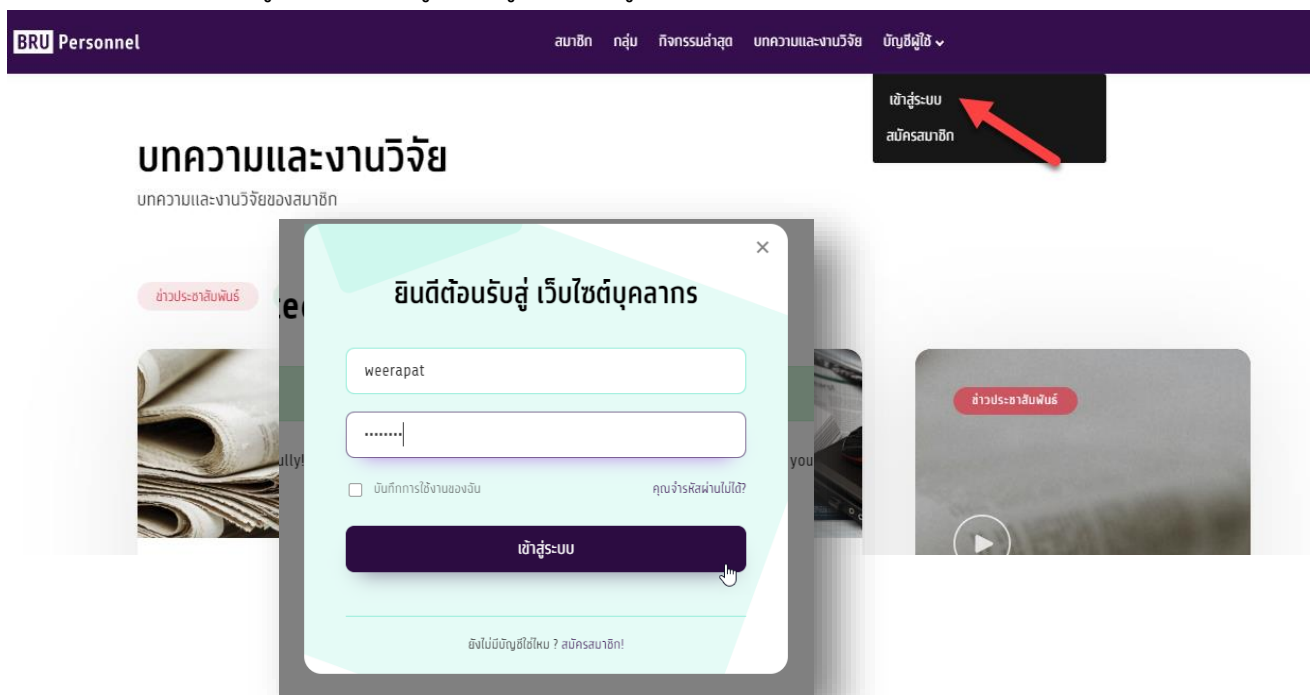 BRU Personnel
สมาชิก กลุ่ม กิจกรรมล่าสุด บทความและงานวิจัย บัญชีผู้ใช้
เข้าสู่ระบบ
สมัครสมาชิก
บทความและงานวิจัย
บทความและงานวิจัยของสมาชิก
ข่าวประชาสัมพันธ์
ยินดีต้อนรับสู่ เว็บไซต์บุคลากร
weerapat
ข่าวประชาสัมพันธ์
you
บันทึกการใช้งานของฉัน คุณจำรหัสผ่านไม่ได้?
เข้าสู่ระบบ
ยังไม่มีบัญชีใช่ไหม ? สมัครสมาชิก!